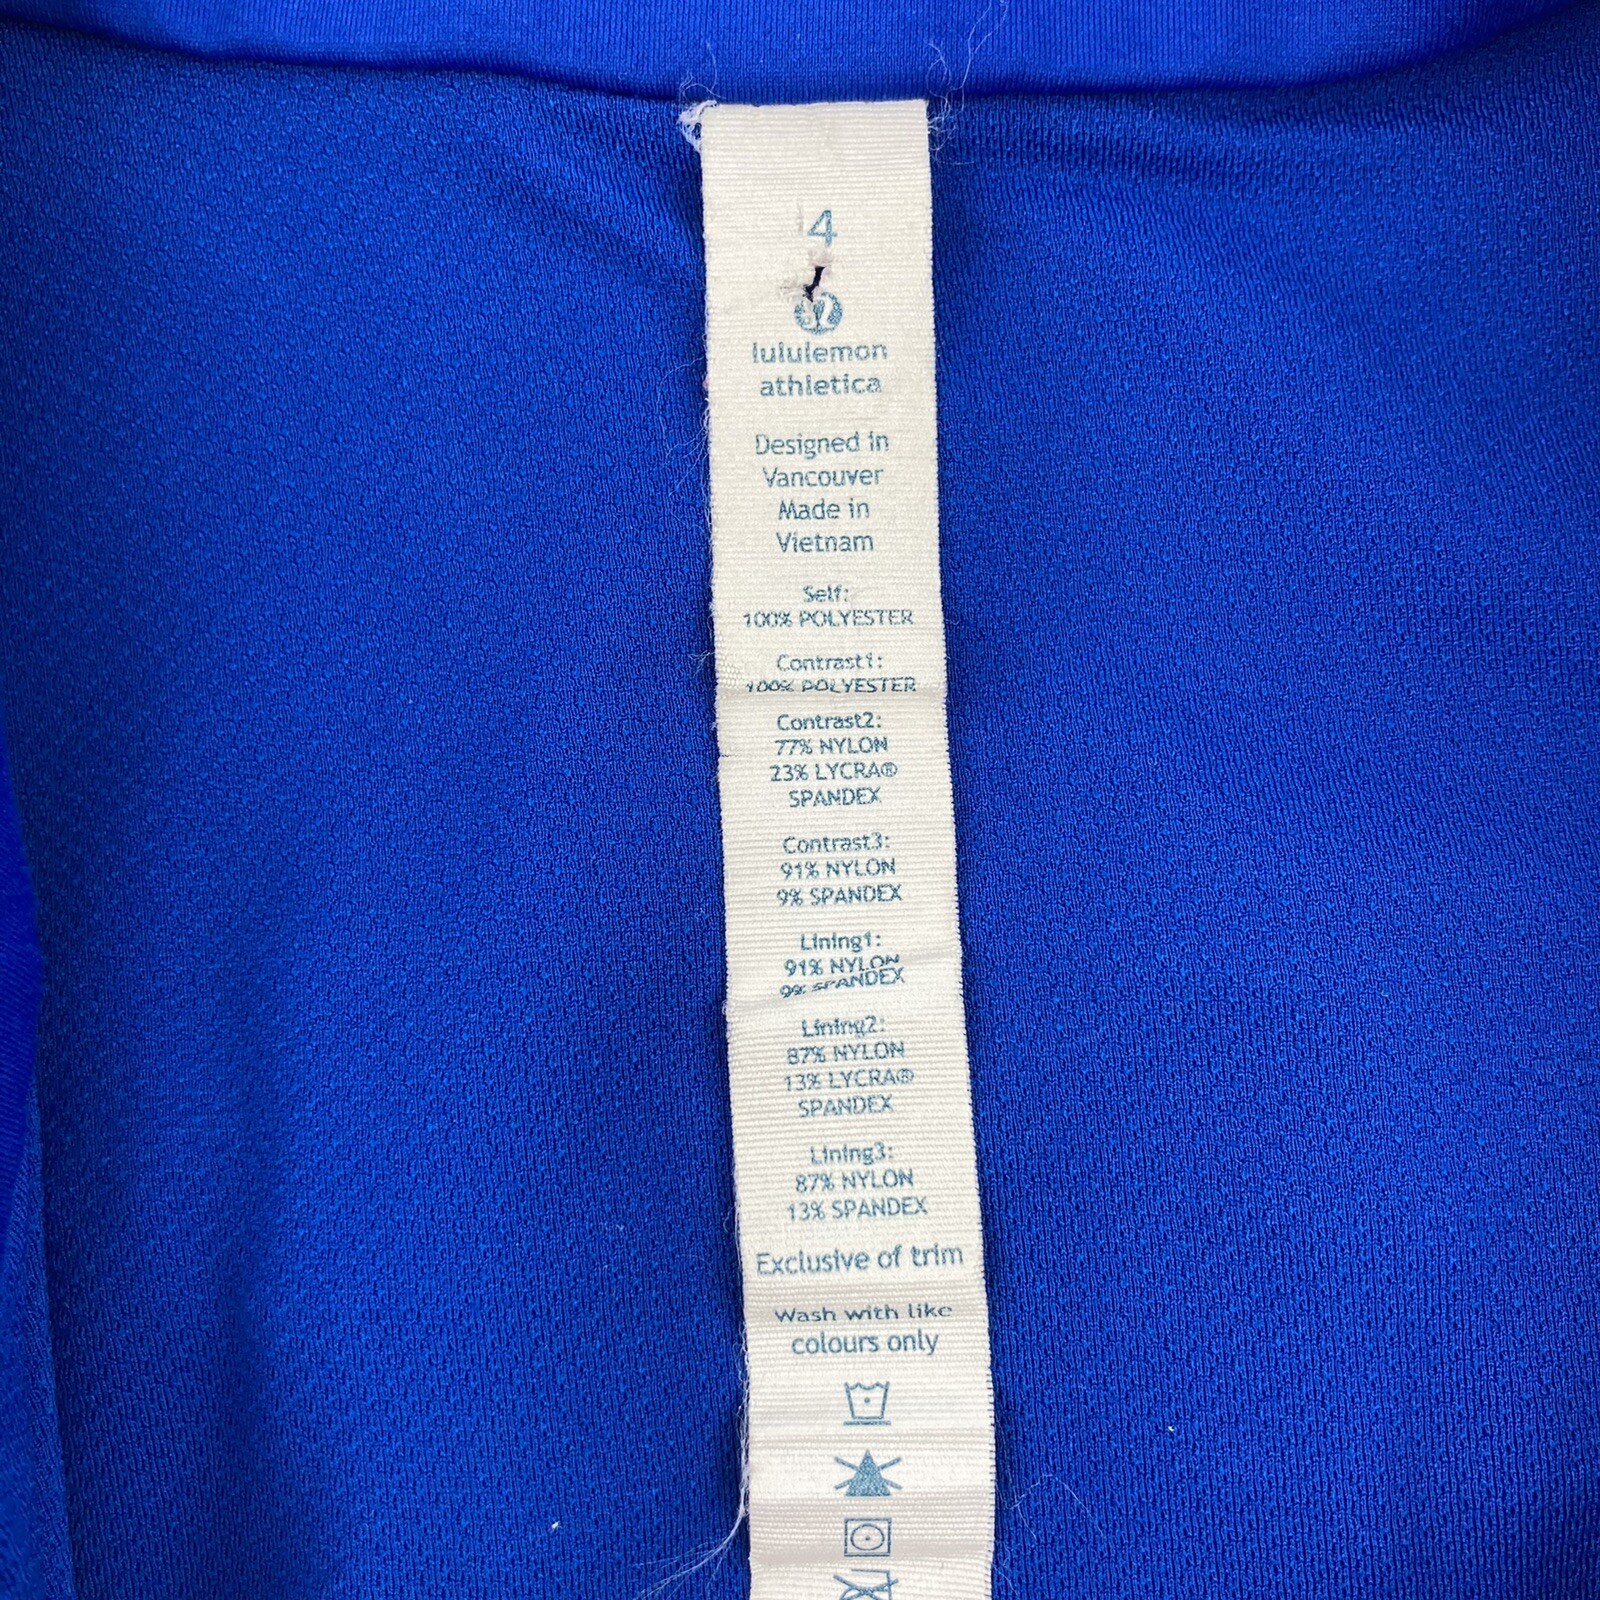 4
lululemon
athletica
Designed in
Vancouver
Made in
Vietnam
Self:
100% POLYESTER
Contrast1:
100% POLYESTER
Contrast2:
77% NYLON
23% LYCRA®
SPANDEX
Contrast3:
91% NYLON
9% SPANDEX
Lining1:
91% NYLON
9% SPANDEX
Lining2:
87% NYLON
13% LYCRA®
SPANDEX
Lining3:
87% NYLON
13% SPANDEX
Exclusive of trim
Wash with like
colours only